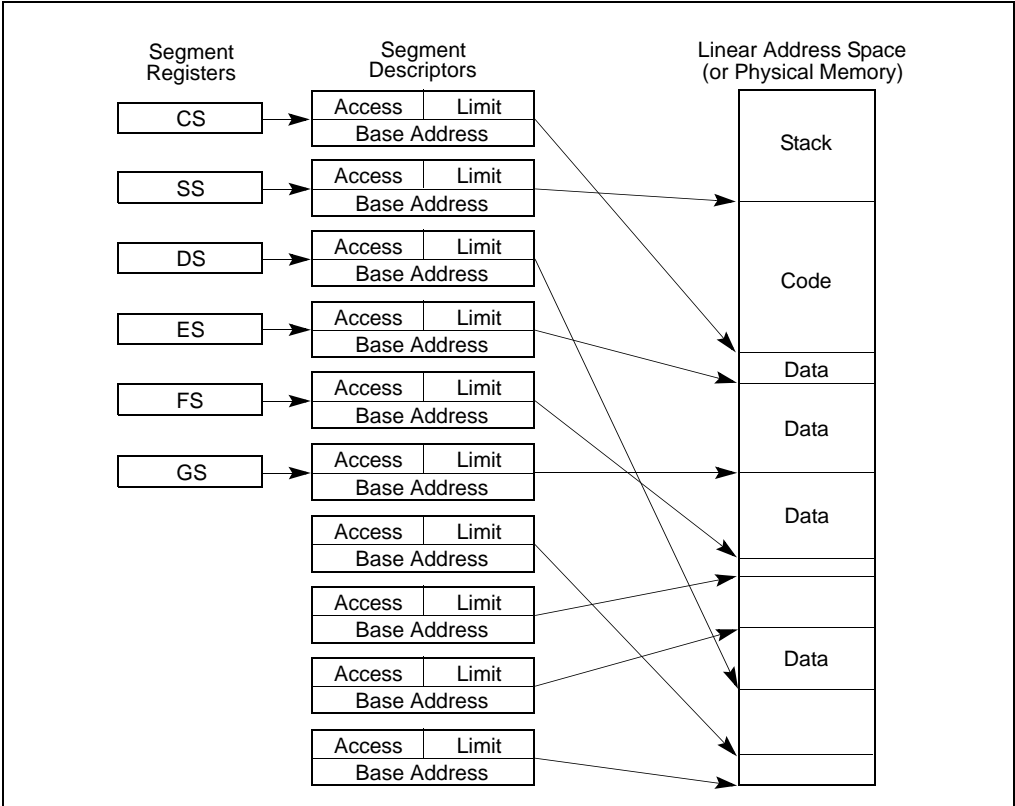 Segment
Registers
Segment
Descriptors
Linear Address Space
(or Physical Memory)
CS
Access Limit
Base Address
Stack
SS
Access Limit
Base Address
DS
Access Limit
Base Address
Code
ES
Access Limit
Base Address
Data
FS
Access Limit
Base Address
Data
GS
Access Limit
Base Address
Data
Access Limit
Base Address
Access Limit
Base Address
Access Limit
Base Address
Data
Access Limit
Base Address